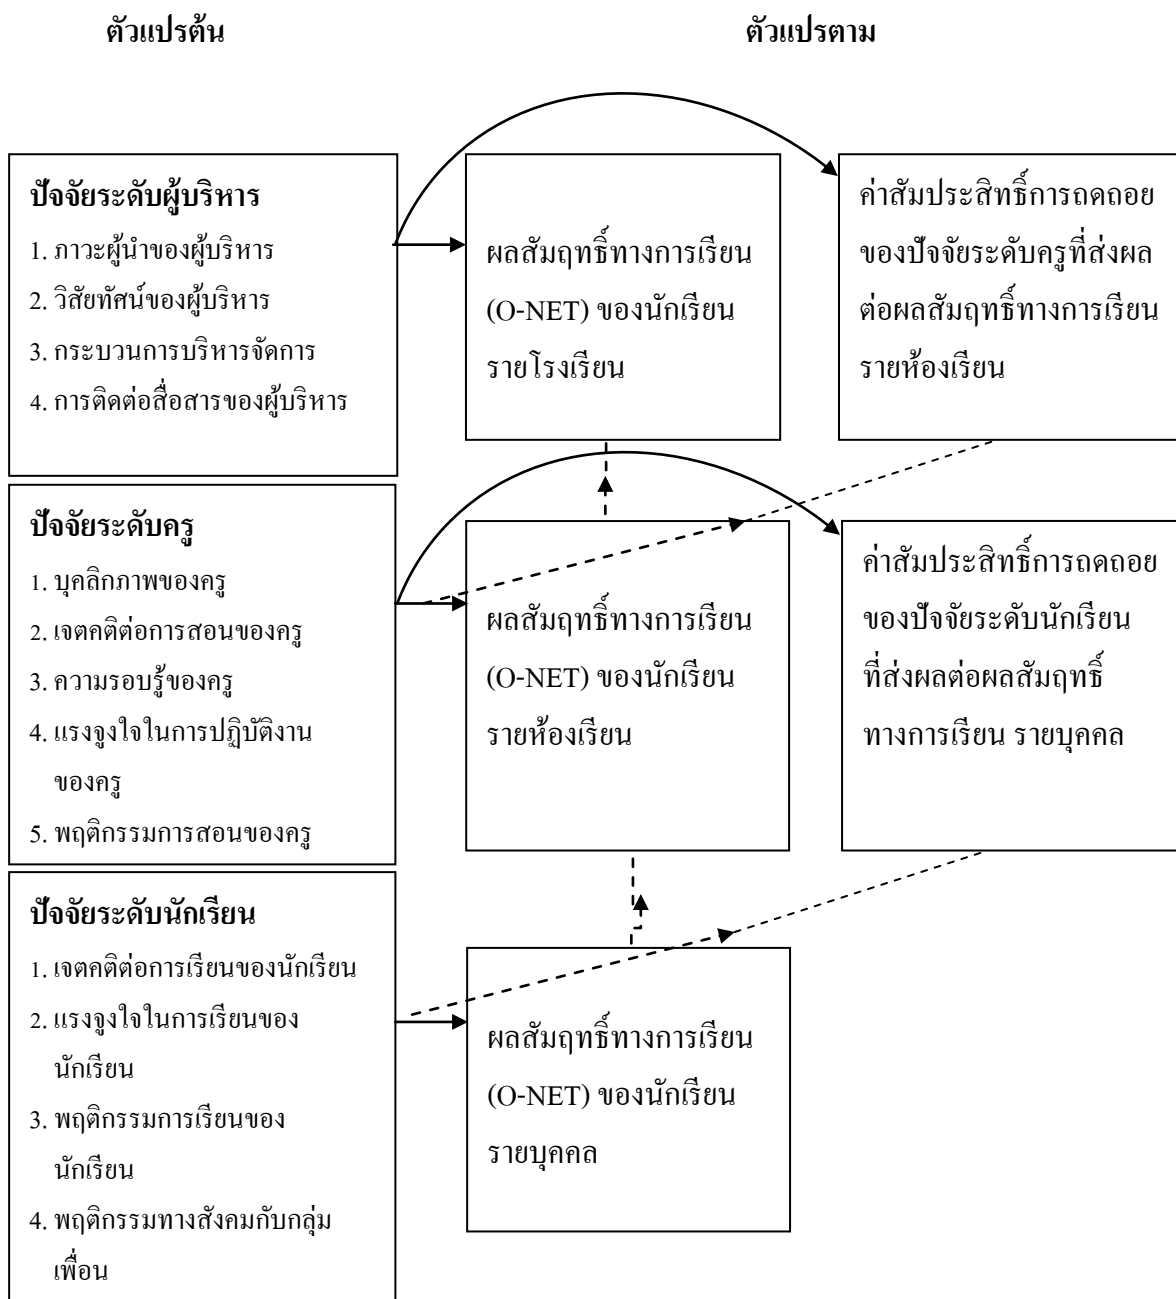 ตัวแปรต้น
ตัวแปรตาม
ปัจจัยระดับผู้บริหาร
1. ภาวะผู้นำของผู้บริหาร
2. วิสัยทัศน์ของผู้บริหาร
3. กระบวนการบริหารจัดการ
4. การติดต่อสื่อสารของผู้บริหาร
ผลสัมฤทธิ์ทางการเรียน
(O-NET) ของนักเรียน
รายโรงเรียน
ค่าสัมประสิทธิ์การถดถอย
ของปัจจัยระดับครูที่ส่งผล
ต่อผลสัมฤทธิ์ทางการเรียน
รายห้องเรียน
ปัจจัยระดับครู
1. บุคลิกภาพของครู
2. เจตคติต่อการสอนของครู
3. ความรอบรู้ของครู
4. แรงจูงใจในการปฏิบัติงาน
ของครู
5. พฤติกรรมการสอนของครู
ผลสัมฤทธิ์ทางการเรียน
(O-NET) ของนักเรียน
รายห้องเรียน
ค่าสัมประสิทธิ์การถดถอย
ของปัจจัยระดับนักเรียน
ที่ส่งผลต่อผลสัมฤทธิ์
ทางการเรียน รายบุคคล
ปัจจัยระดับนักเรียน
1. เจตคติต่อการเรียนของนักเรียน
2. แรงจูงใจในการเรียนของ
นักเรียน
3. พฤติกรรมการเรียนของ
นักเรียน
4. พฤติกรรมทางสังคมกับกลุ่ม
เพื่อน
ผลสัมฤทธิ์ทางการเรียน
(O-NET) ของนักเรียน
รายบุคคล